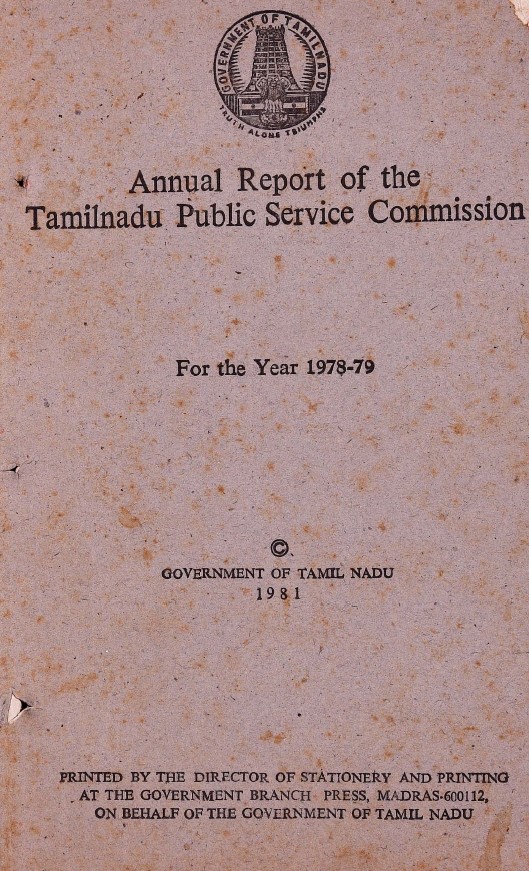 GOVERNMENT OF TAMILNADU
TRUTH ALONE TRIUMPHS
Annual Report of the
Tamilnadu Public Service Commission
For the Year 1978-79
©
GOVERNMENT OF TAMIL NADU
1981
PRINTED BY THE DIRECTOR OF STATIONERY AND PRINTING
AT THE GOVERNMENT BRANCH PRESS, MADRAS-600112,
ON BEHALF OF THE GOVERNMENT OF TAMIL NADU